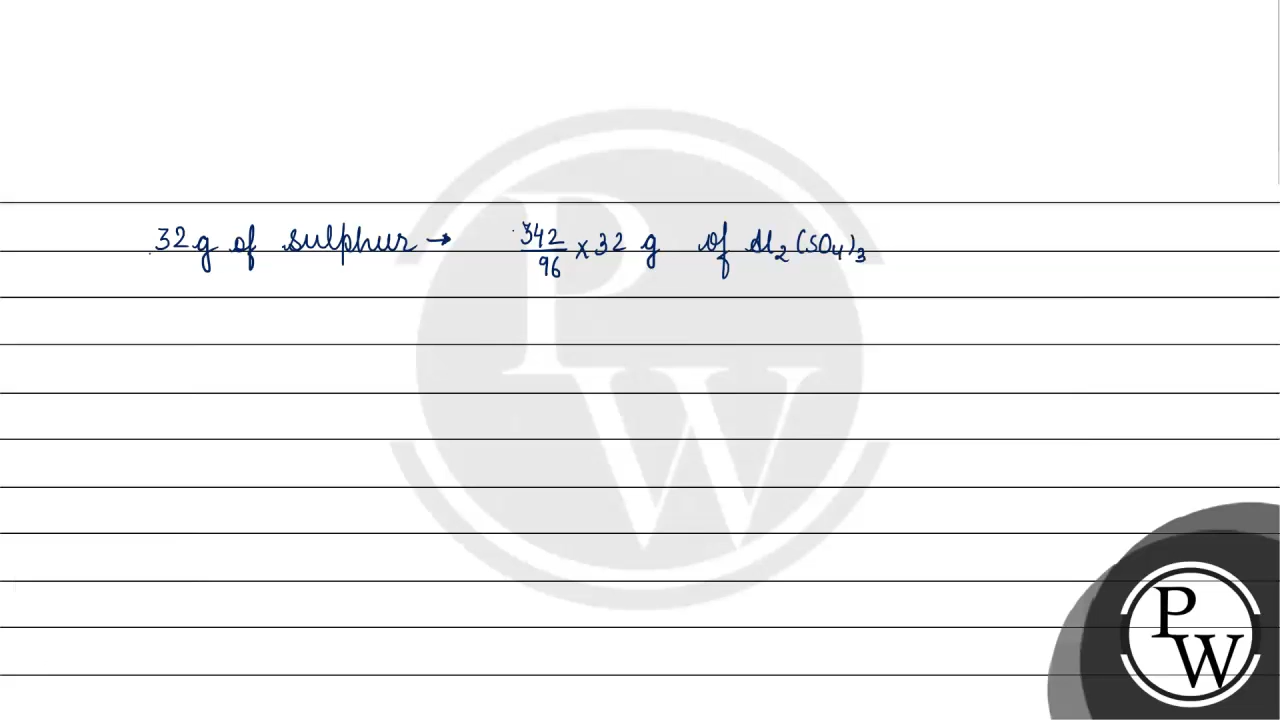 32 g of sulphur → 342/96 × 32 g of Al₂(SO₄)₃
P
W
P
W